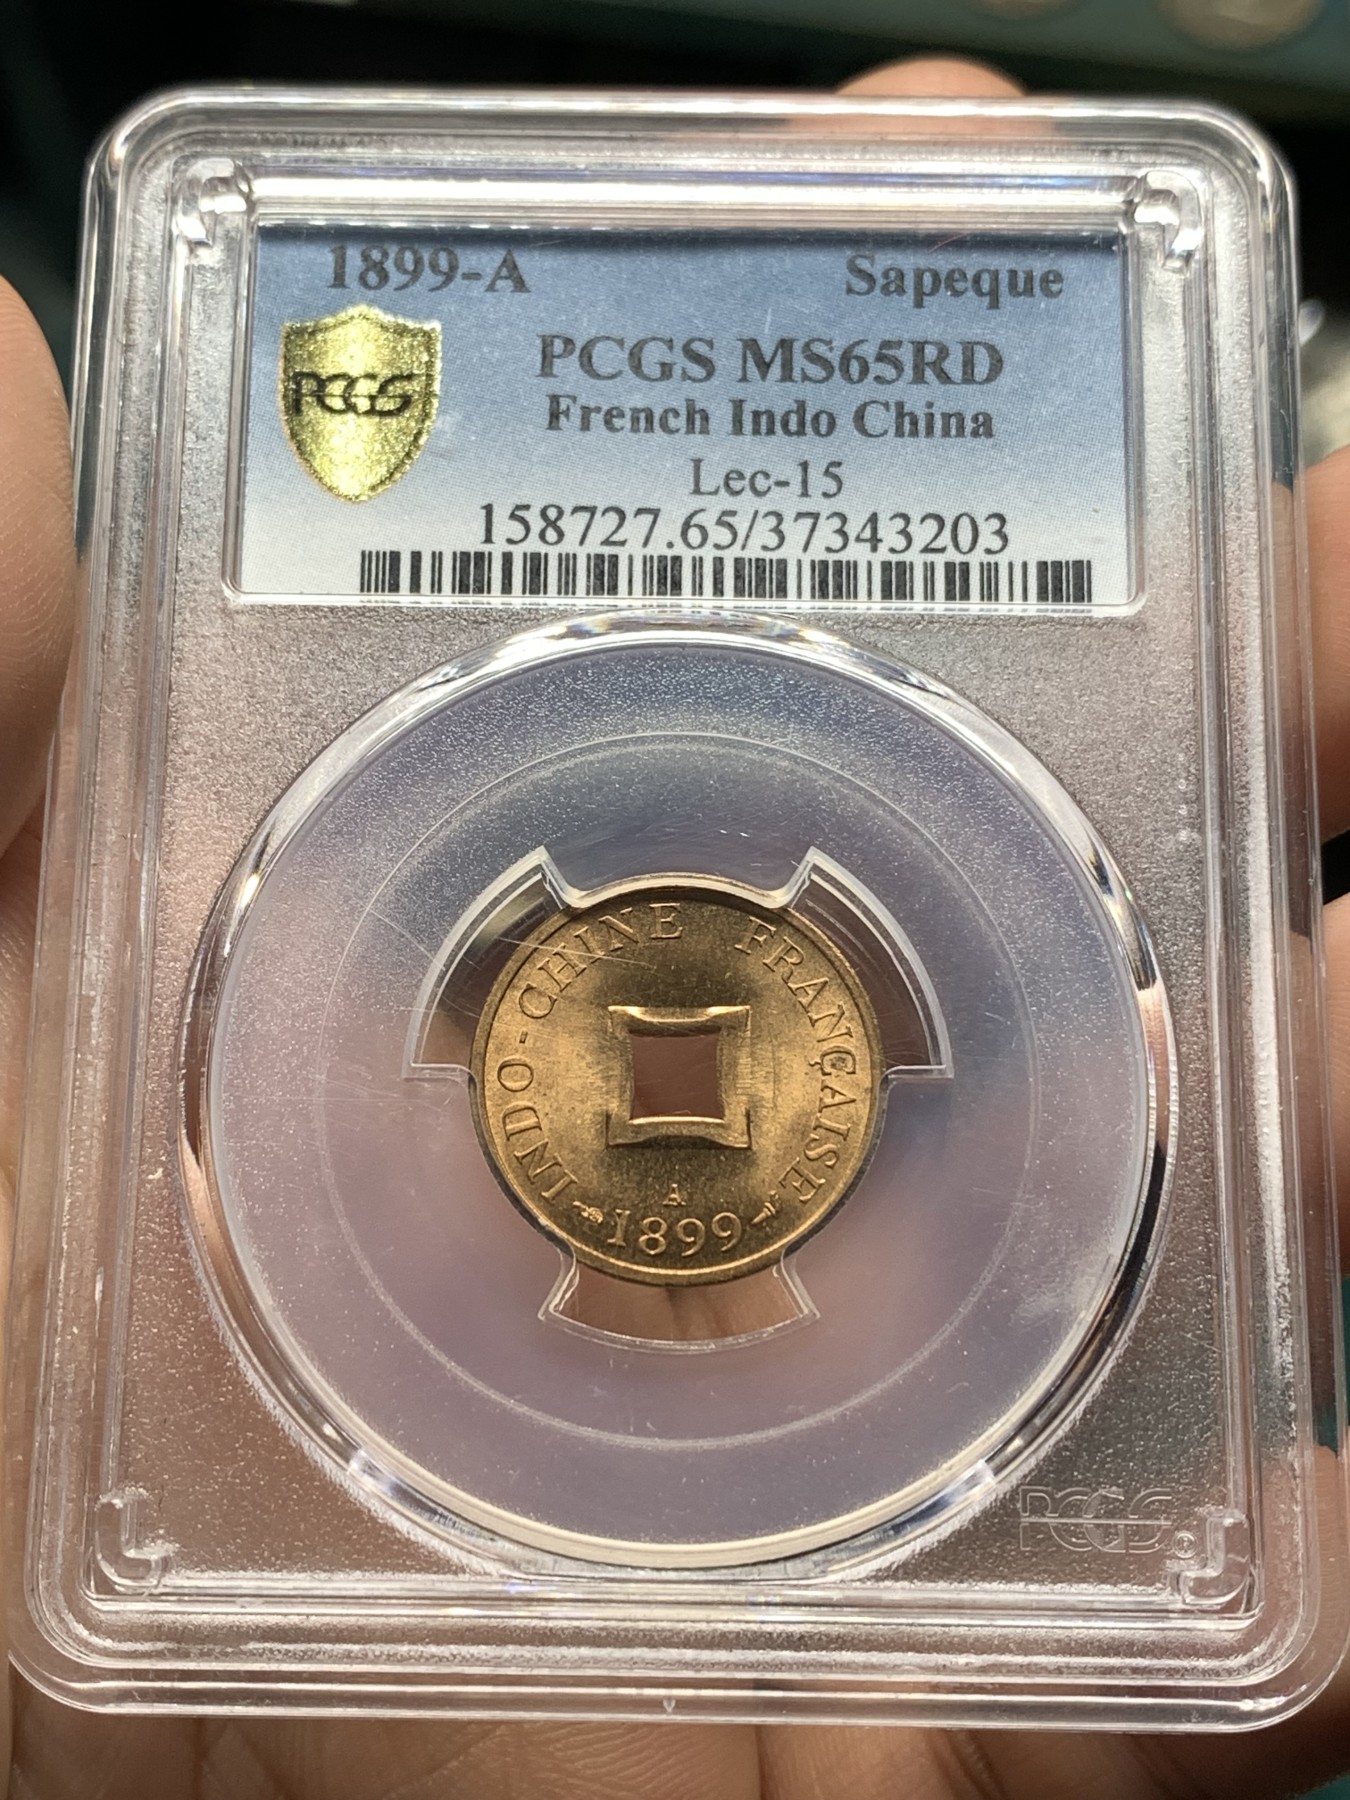 1899-A Sapeque
PCGS PCGS MS65RD
French Indo China
Lec-15
158727.65/37343203
INDO-CHINE FRANÇAISE
A
1899
PCGS